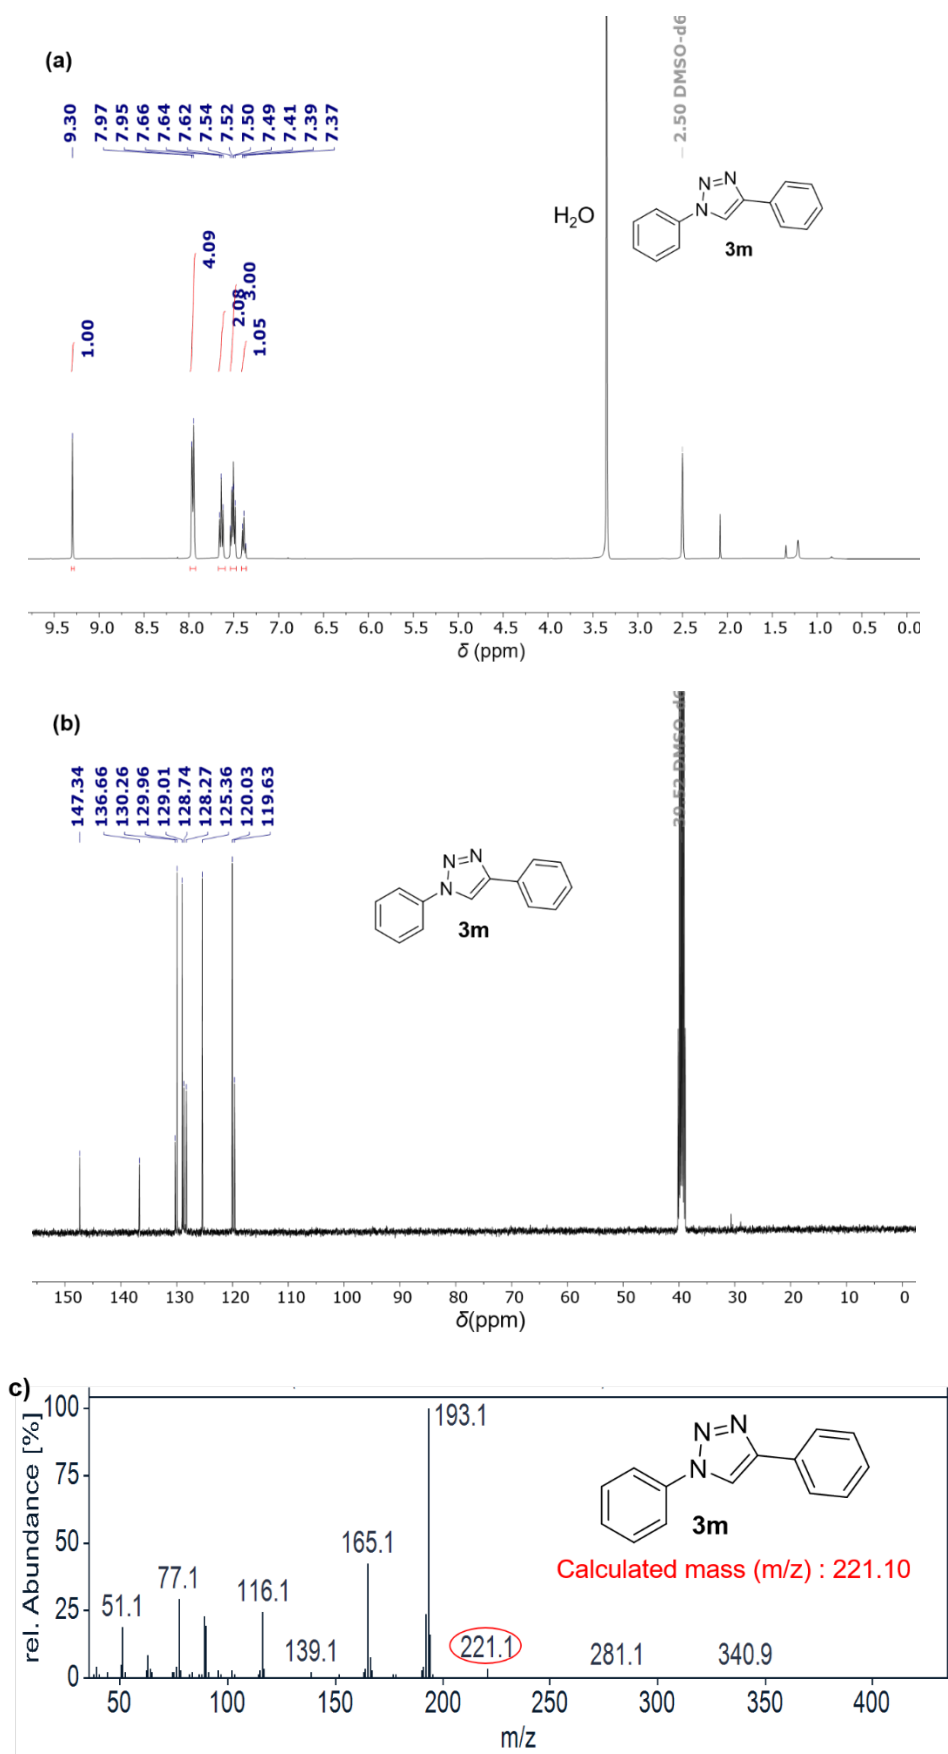 (a)
9.30
7.97
7.95
7.66
7.64
7.62
7.54
7.52
7.50
7.49
7.41
7.39
7.37
2.50 DMSO-d6
H2O
N=N
N
3m
1.00
4.09
2.08
3.00
1.05
9.5 9.0 8.5 8.0 7.5 7.0 6.5 6.0 5.5 5.0 4.5 4.0 3.5 3.0 2.5 2.0 1.5 1.0 0.5 0.0
δ (ppm)
(b)
147.34
136.66
130.26
129.96
129.01
128.74
128.27
125.36
120.03
119.63
39.52 DMSO-d6
N=N
N
3m
150 140 130 120 110 100 90 80 70 60 50 40 30 20 10 0
δ(ppm)
c)
rel. Abundance [%]
100
75
50
25
0
51.1
77.1
116.1
139.1
165.1
193.1
221.1
281.1
340.9
N=N
N
3m
Calculated mass (m/z) : 221.10
50 100 150 200 250 300 350 400
m/z